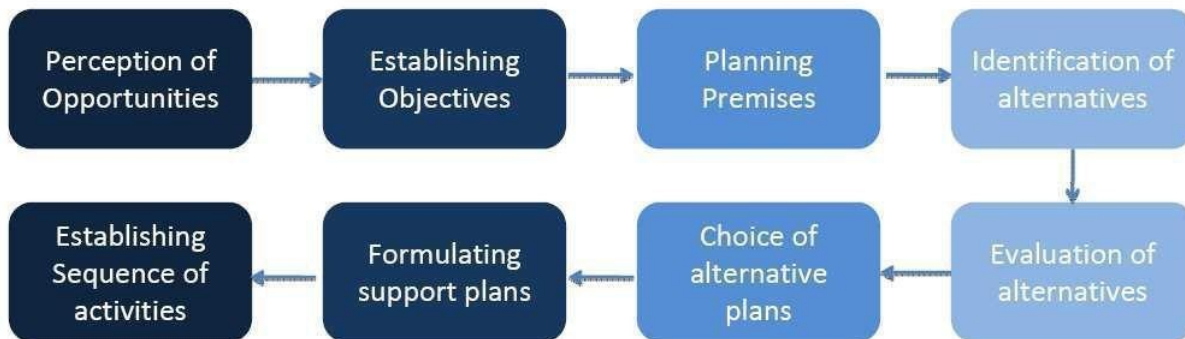 Perception of
Opportunities
Establishing
Objectives
Planning
Premises
Identification of
alternatives
Evaluation of
alternatives
Choice of
alternative
plans
Formulating
support plans
Establishing
Sequence of
activities